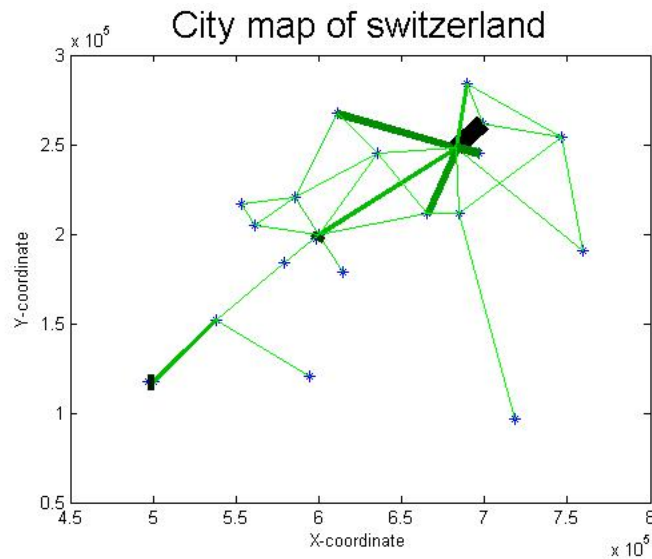 City map of switzerland
x 10^5
3
2.5
2
1.5
1
0.5
Y-coordinate
4.5 5 5.5 6 6.5 7 7.5 8
X-coordinate
x 10^5